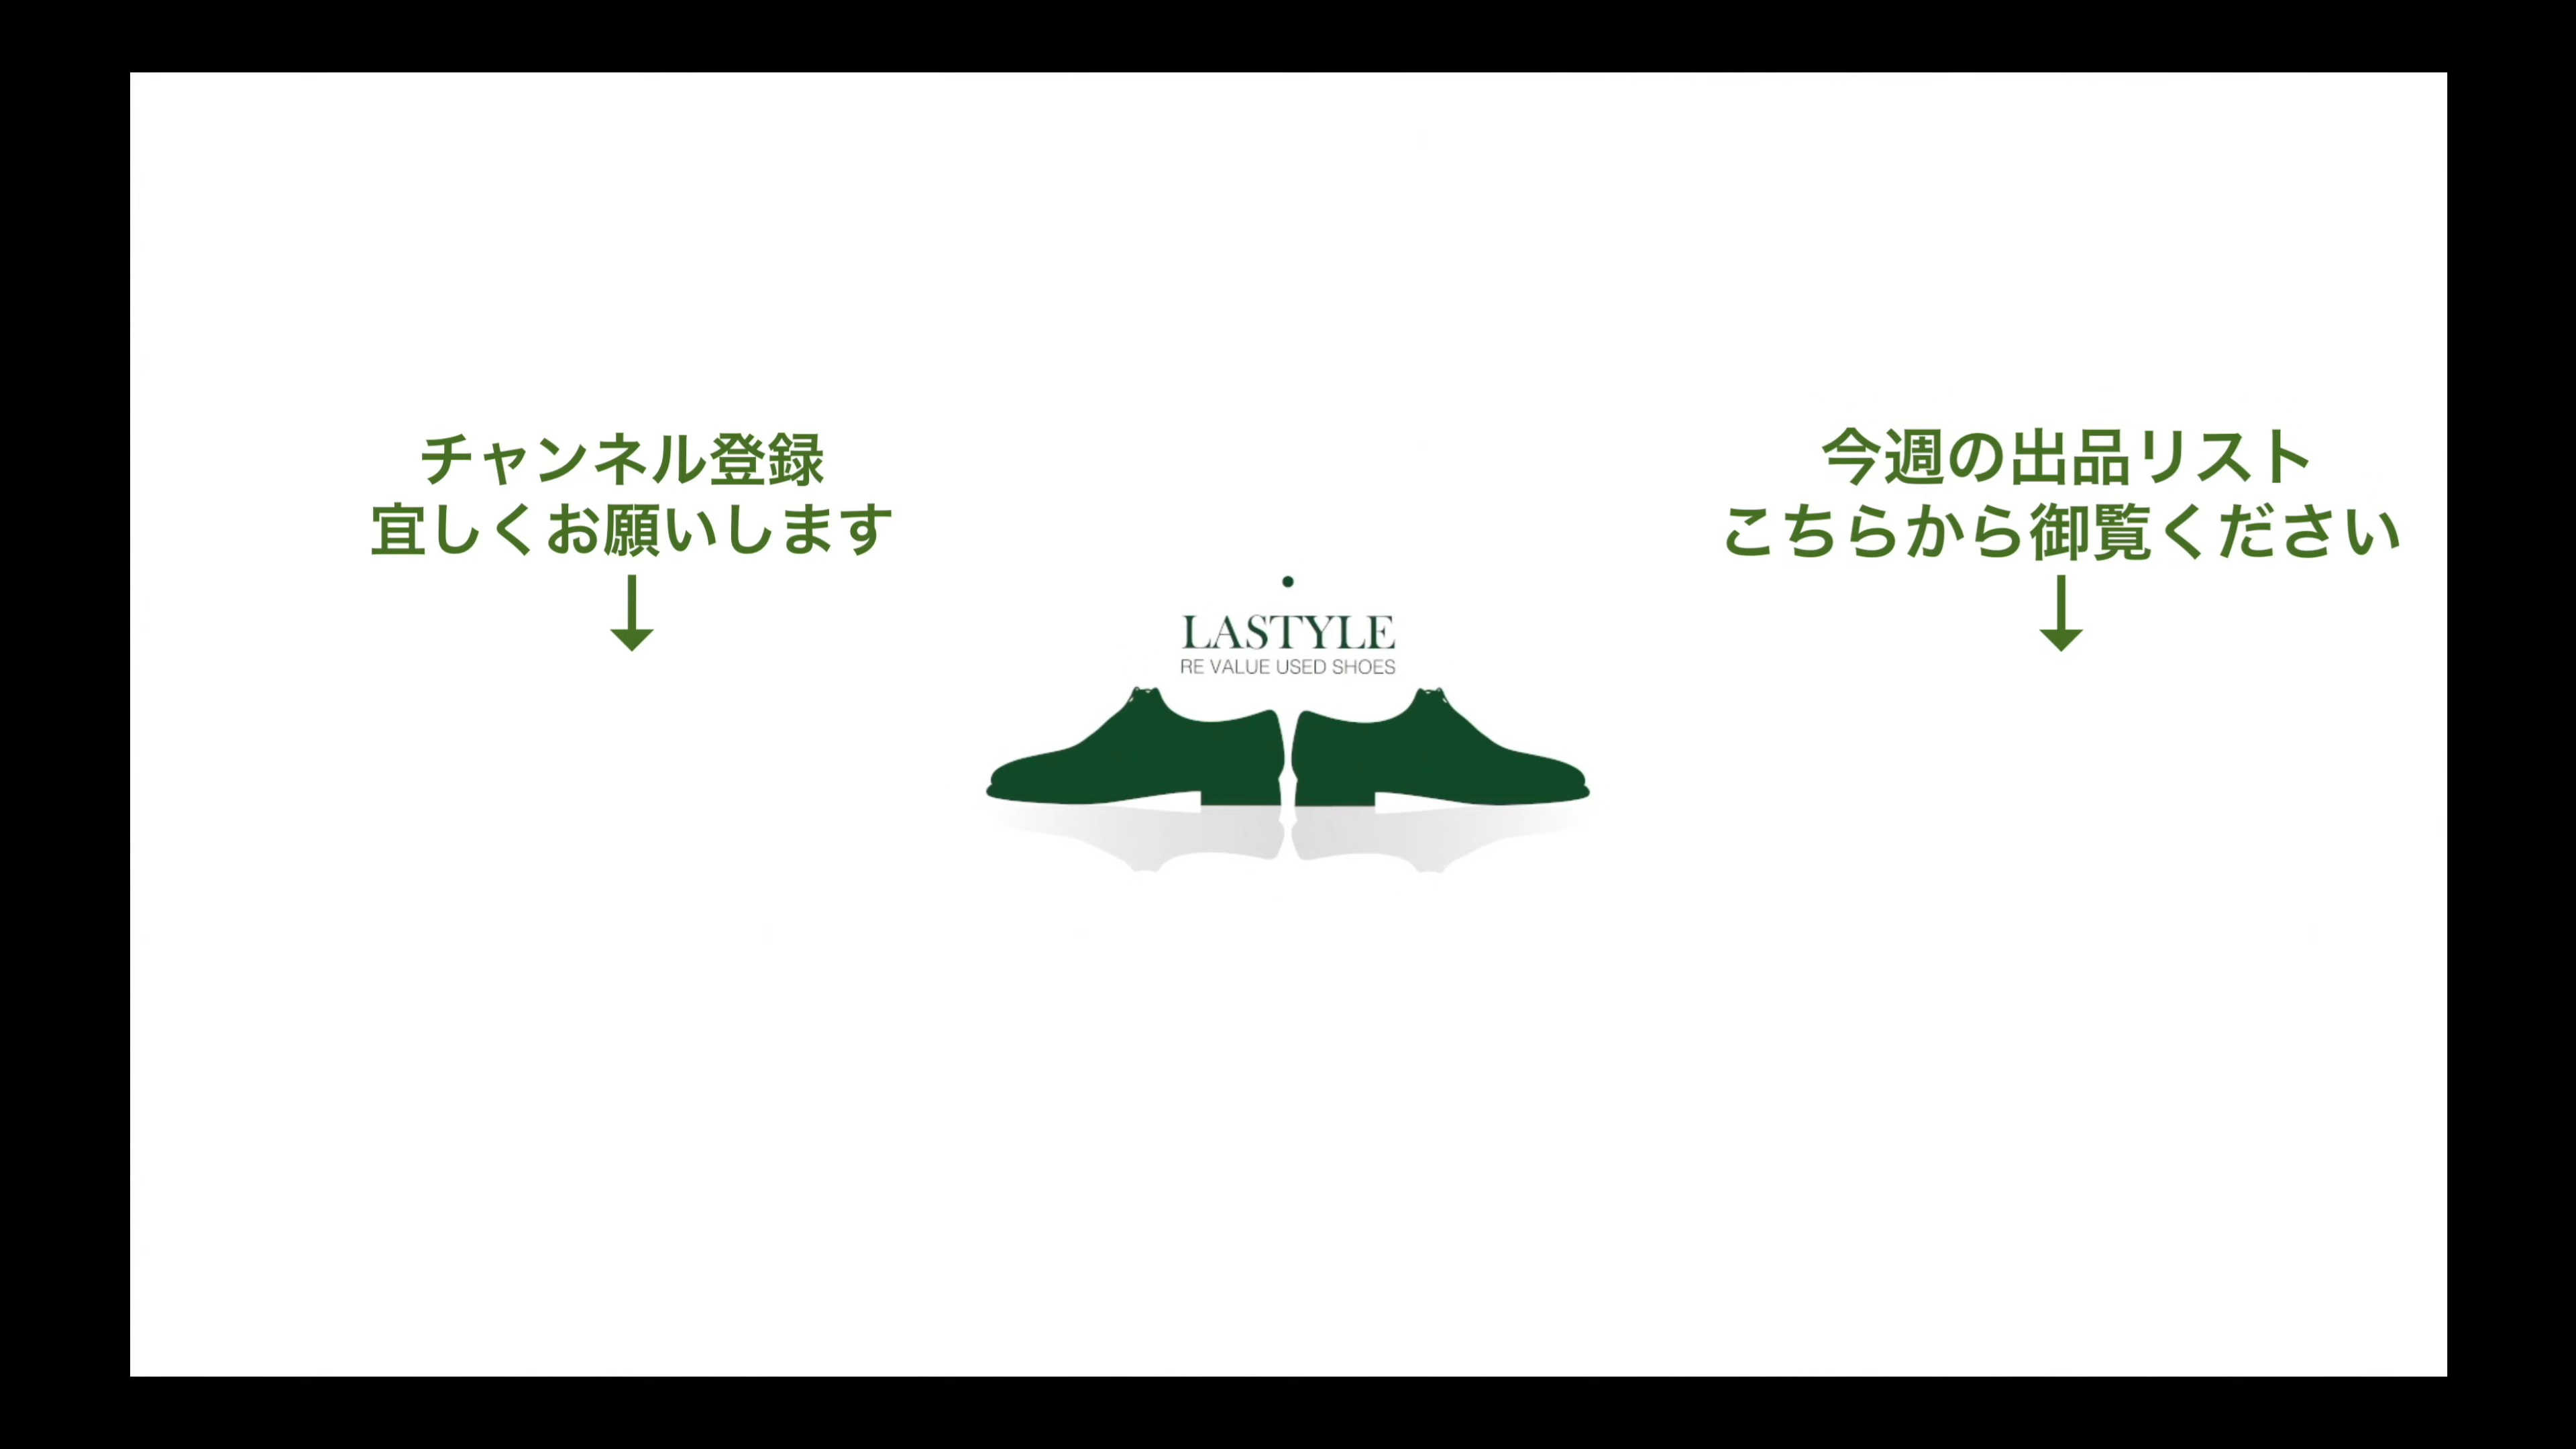 チャンネル登録
宜しくお願いします
↓
今週の出品リスト
こちらから御覧ください
↓
LASTYLE
RE VALUE USED SHOES